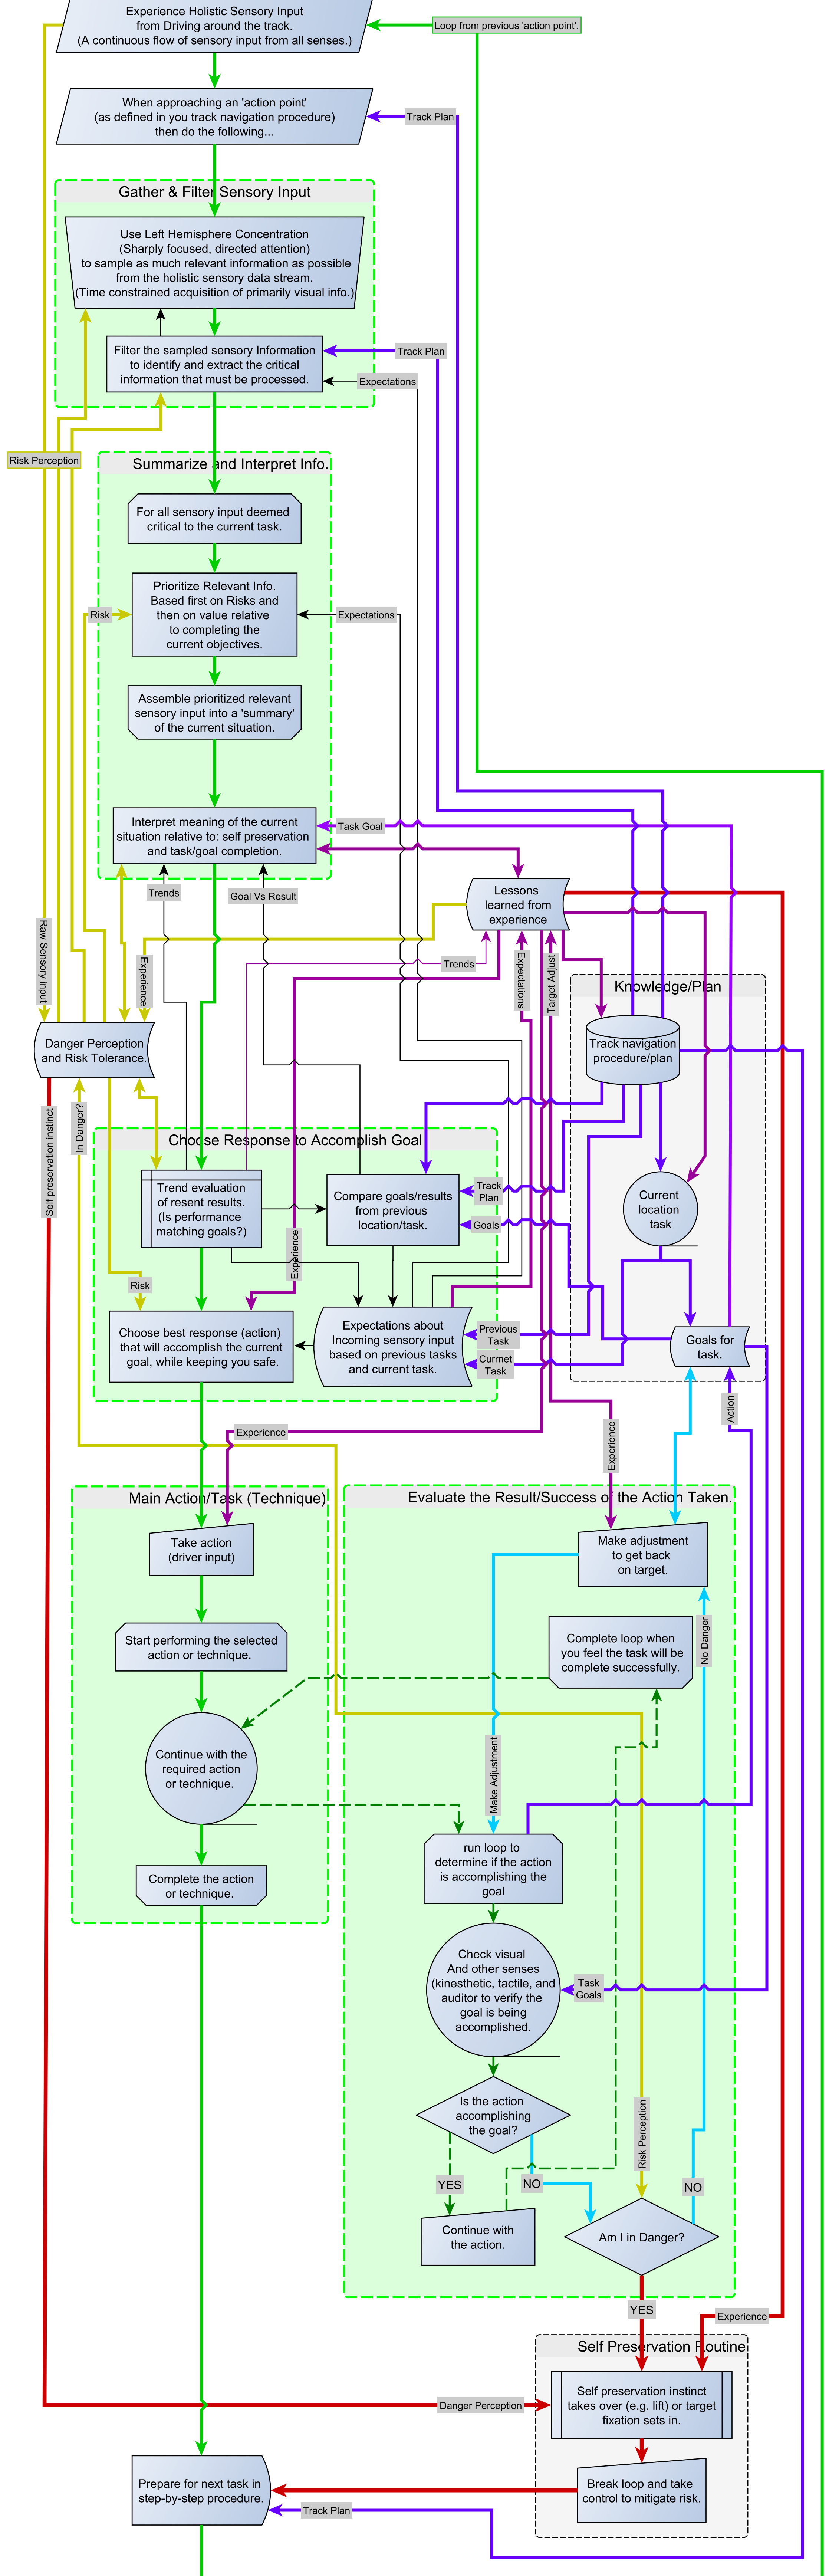 Experience Holistic Sensory Input
from Driving around the track.
(A continuous flow of sensory input from all senses.)
Loop from previous 'action point'.
When approaching an 'action point'
(as defined in you track navigation procedure)
then do the following...
Track Plan
Gather & Filter Sensory Input
Use Left Hemisphere Concentration
(Sharply focused, directed attention)
to sample as much relevant information as possible
from the holistic sensory data stream.
(Time constrained acquisition of primarily visual info.)
Filter the sampled sensory Information
to identify and extract the critical
information that must be processed.
Track Plan
Expectations
Risk Perception
Summarize and Interpret Info.
For all sensory input deemed
critical to the current task.
Prioritize Relevant Info.
Based first on Risks and
then on value relative
to completing the
current objectives.
Risk
Expectations
Assemble prioritized relevant
sensory input into a 'summary'
of the current situation.
Interpret meaning of the current
situation relative to: self preservation
and task/goal completion.
Task Goal
Trends
Goal Vs Result
Lessons
learned from
experience
Raw Sensory input
Experience
Trends
Expectations
Target Adjust
Knowledge/Plan
Danger Perception
and Risk Tolerance.
Track navigation
procedure/plan
Self preservation instinct
In Danger?
Choose Response to Accomplish Goal
Trend evaluation
of resent results.
(Is performance
matching goals?)
Compare goals/results
from previous
location/task.
Track
Plan
Goals
Current
location
task
Experience
Risk
Choose best response (action)
that will accomplish the current
goal, while keeping you safe.
Expectations about
Incoming sensory input
based on previous tasks
and current task.
Previous
Task
Currnet
Task
Goals for
task.
Action
Experience
Experience
Main Action/Task (Technique)
Evaluate the Result/Success of the Action Taken.
Take action
(driver input)
Make adjustment
to get back
on target.
Start performing the selected
action or technique.
Complete loop when
you feel the task will be
complete successfully.
No Danger
Continue with the
required action
or technique.
Make Adjustment
run loop to
determine if the action
is accomplishing the
goal
Complete the action
or technique.
Check visual
And other senses
(kinesthetic, tactile, and
auditor to verify the
goal is being
accomplished.
Task
Goals
Is the action
accomplishing
the goal?
Risk Perception
YES
NO
NO
Continue with
the action.
Am I in Danger?
YES
Experience
Self Preservation Routine
Self preservation instinct
takes over (e.g. lift) or target
fixation sets in.
Danger Perception
Break loop and take
control to mitigate risk.
Prepare for next task in
step-by-step procedure.
Track Plan